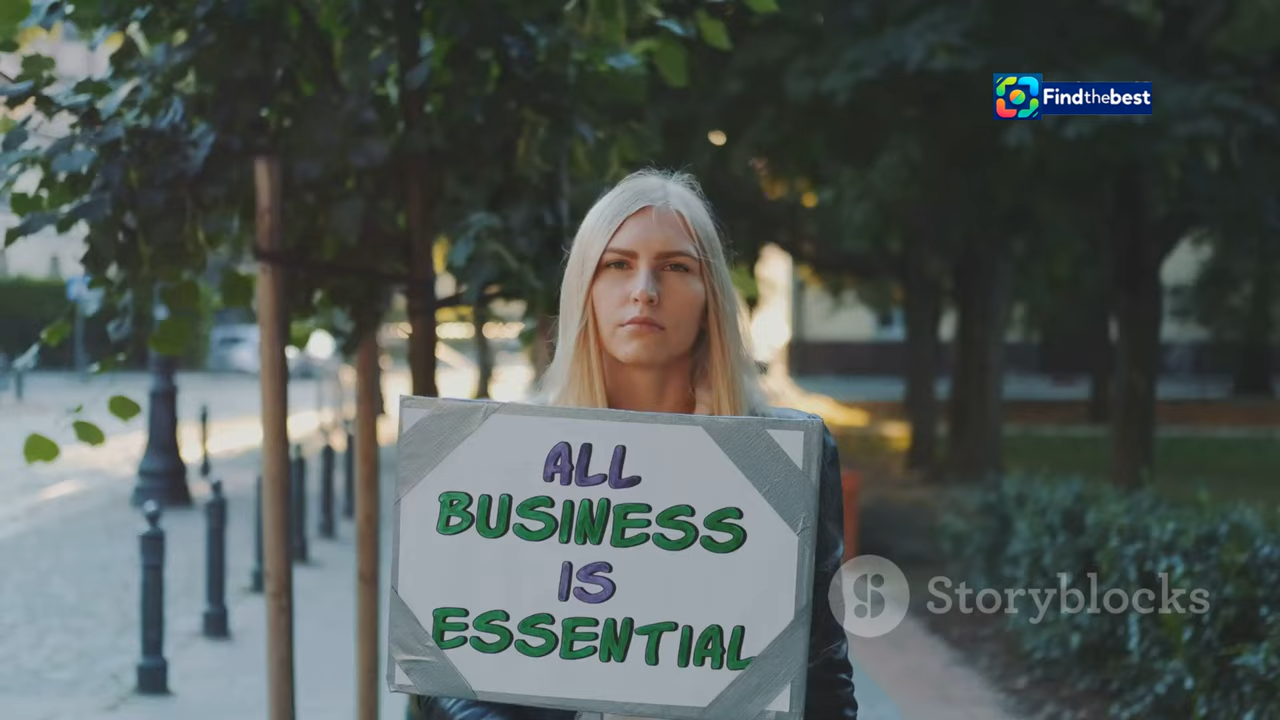 Findthebest
ALL
BUSINESS
IS
ESSENTIAL
Storyblocks